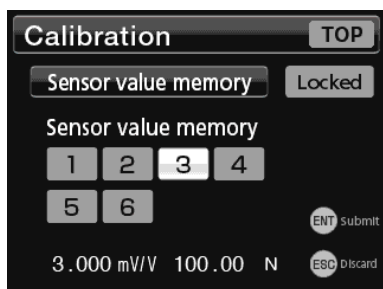 Calibration TOP
Sensor value memory Locked
Sensor value memory
1 2 3 4
5 6
ENT Submit
3.000 mV/V 100.00 N ESC Discard